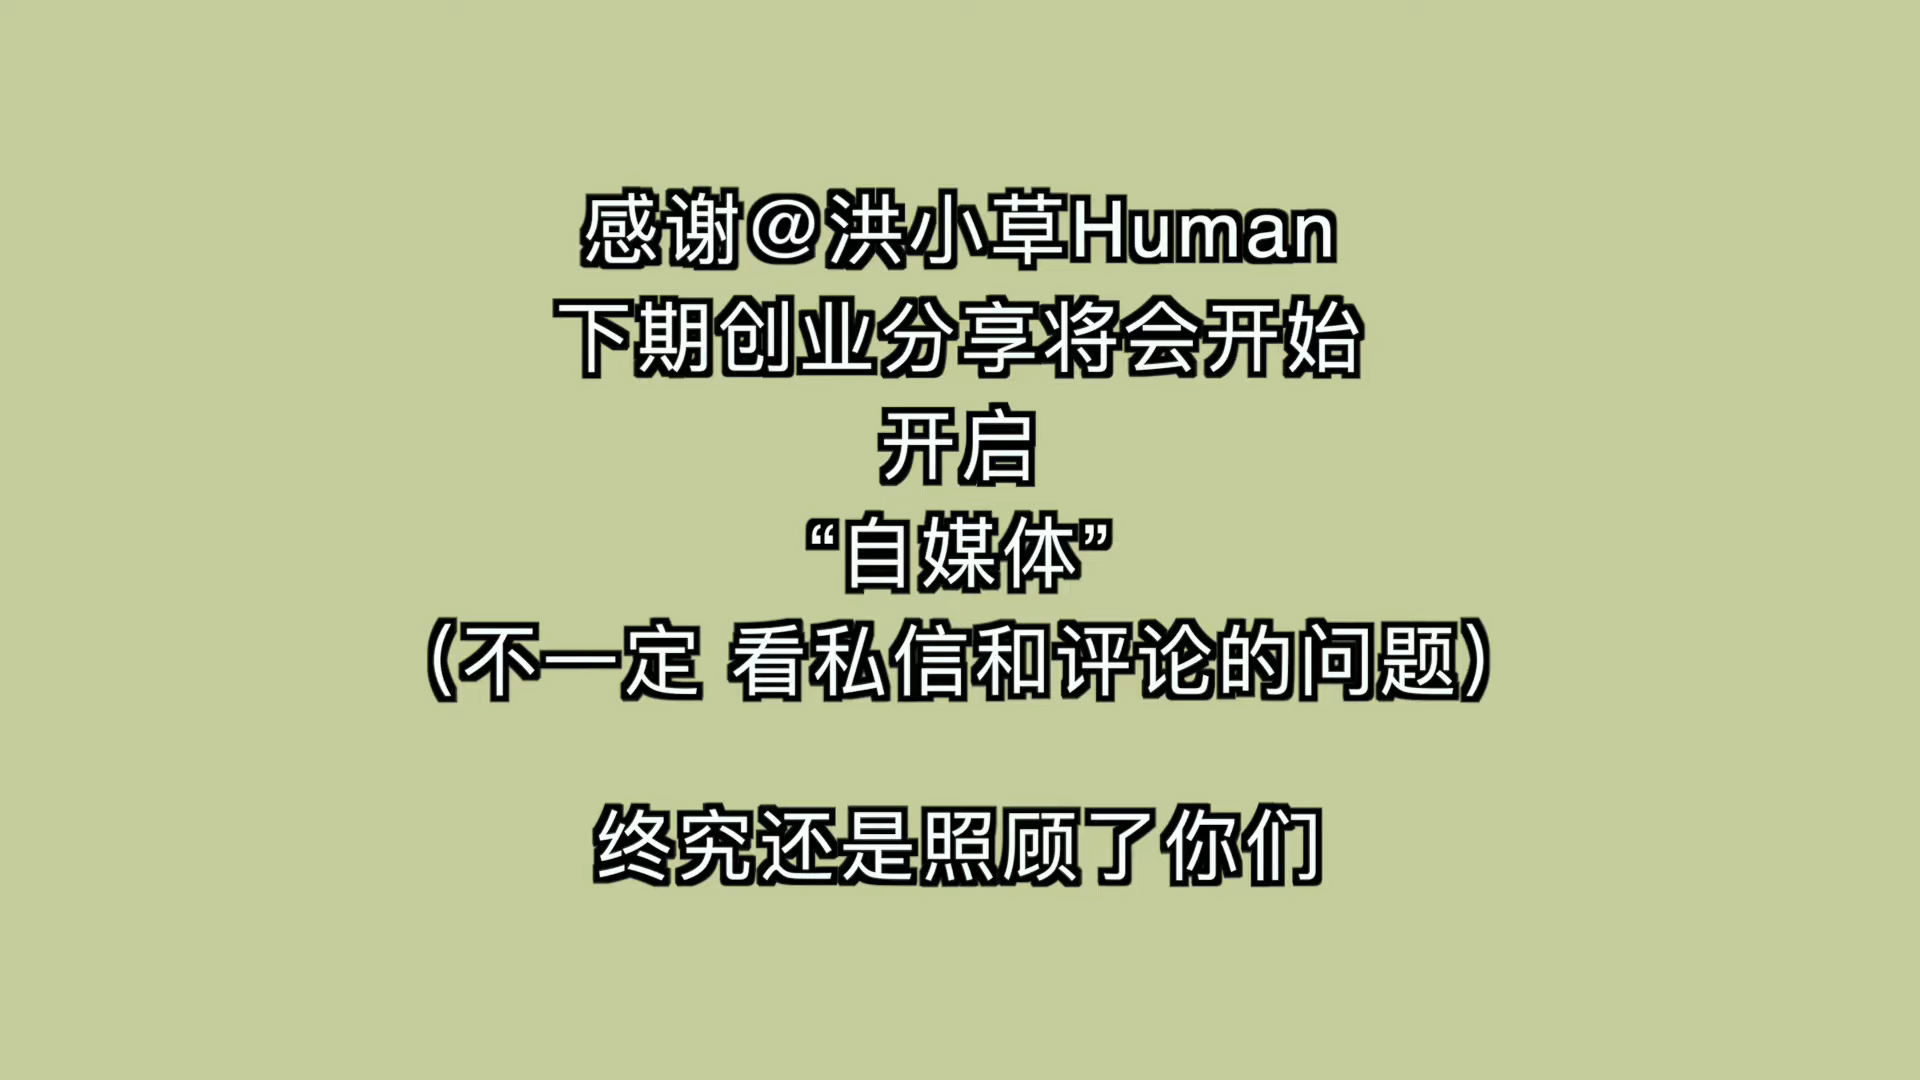 感谢@洪小草Human
下期创业分享将会开始
开启
“自媒体”
（不一定 看私信和评论的问题）
终究还是照顾了你们